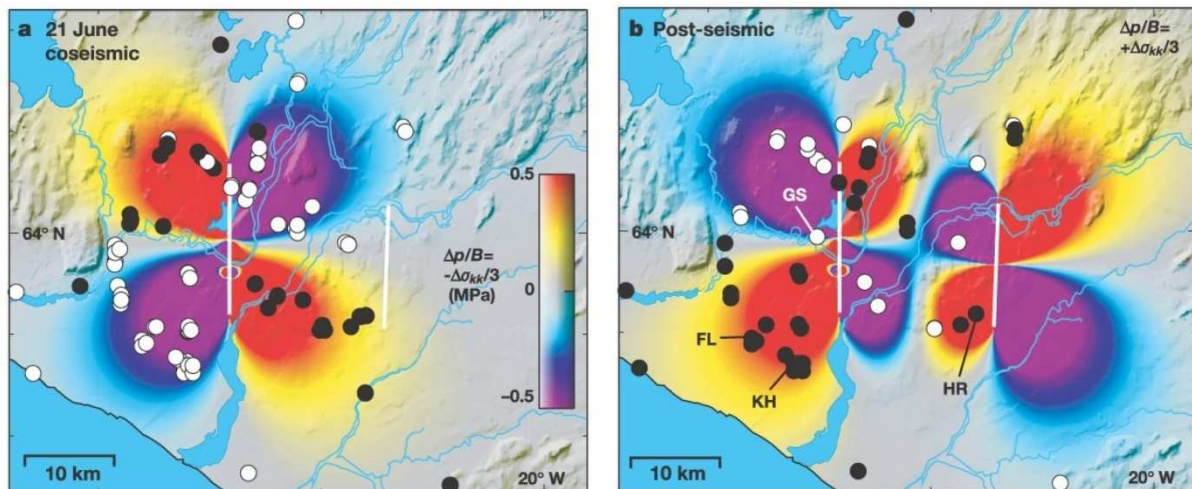 a 21 June
coseismic
64° N
0.5
Δp/B=
-Δσkk/3
(MPa)
0
–0.5
10 km
20° W
b Post-seismic
Δp/B=
+Δσkk/3
GS
64° N
FL
KH
HR
10 km
20° W